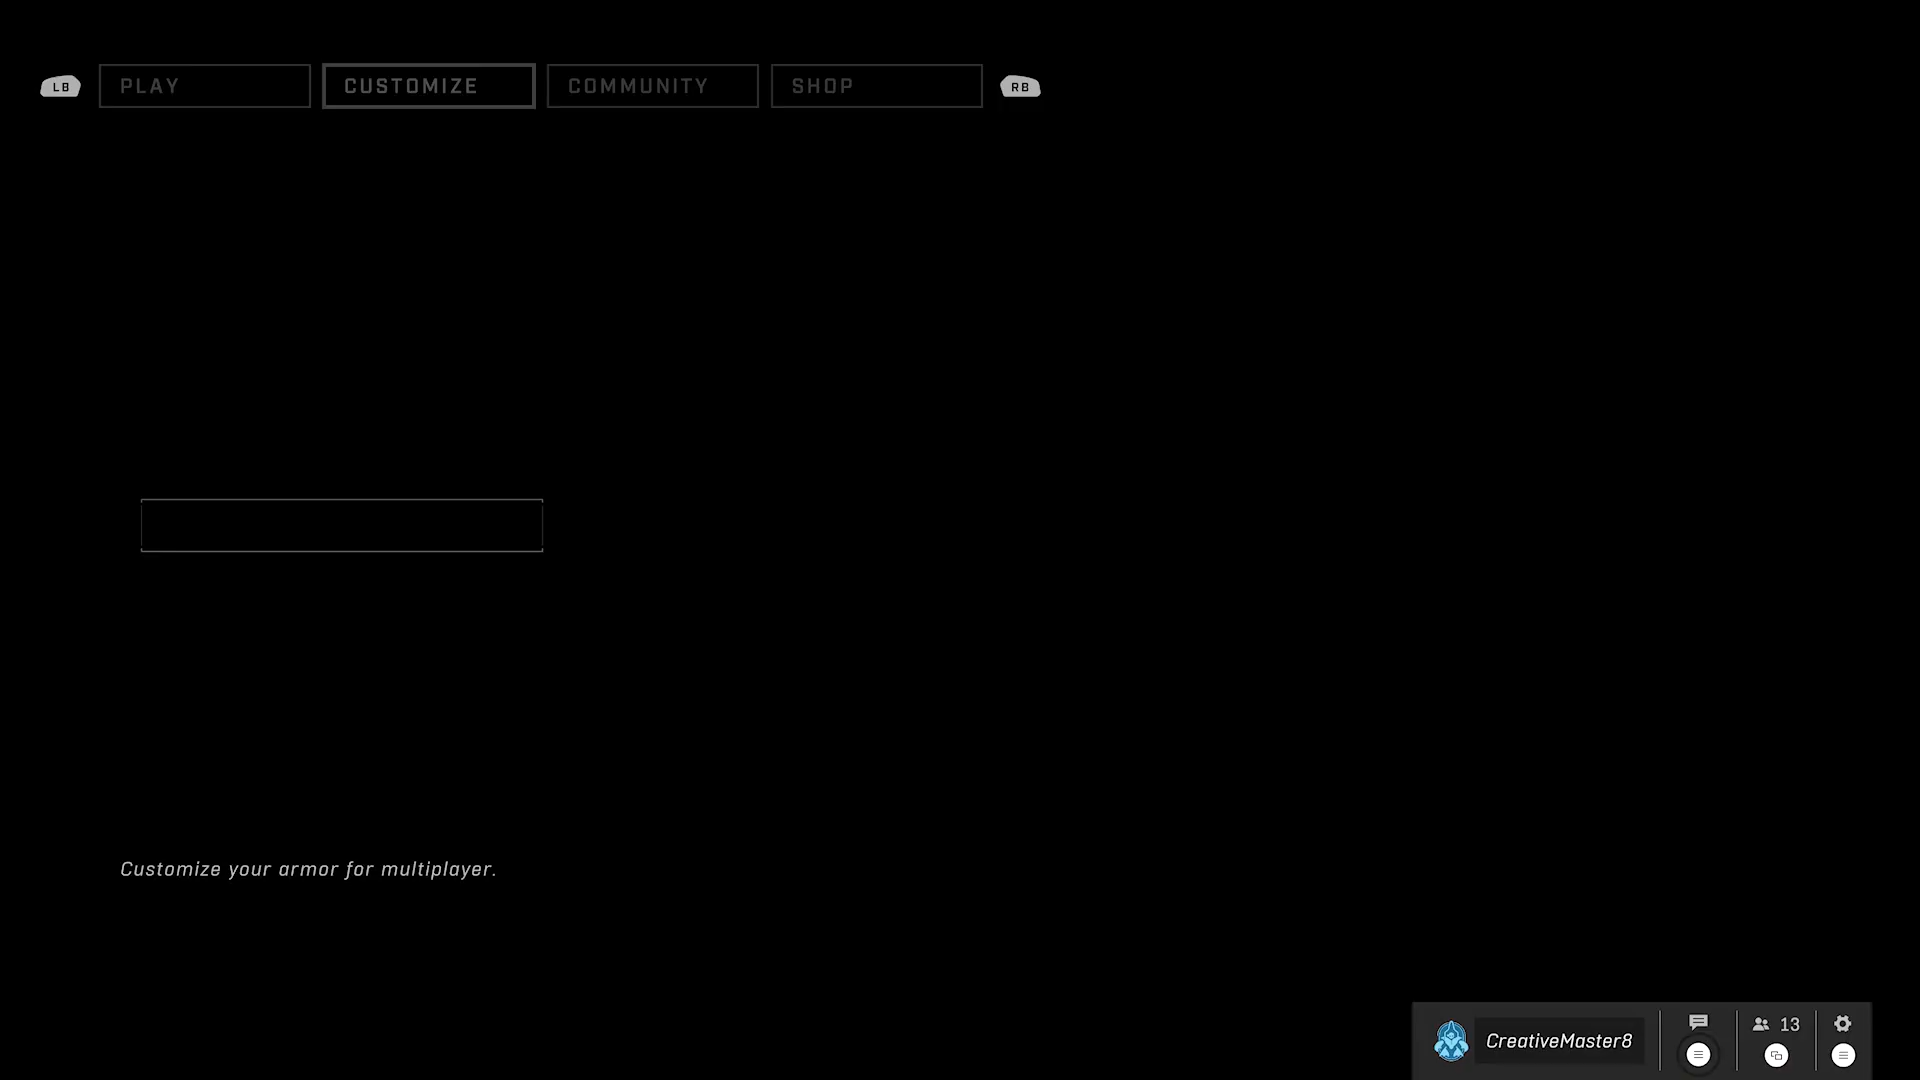 LB
PLAY
CUSTOMIZE
COMMUNITY
SHOP
RB
Customize your armor for multiplayer.
CreativeMaster8
13